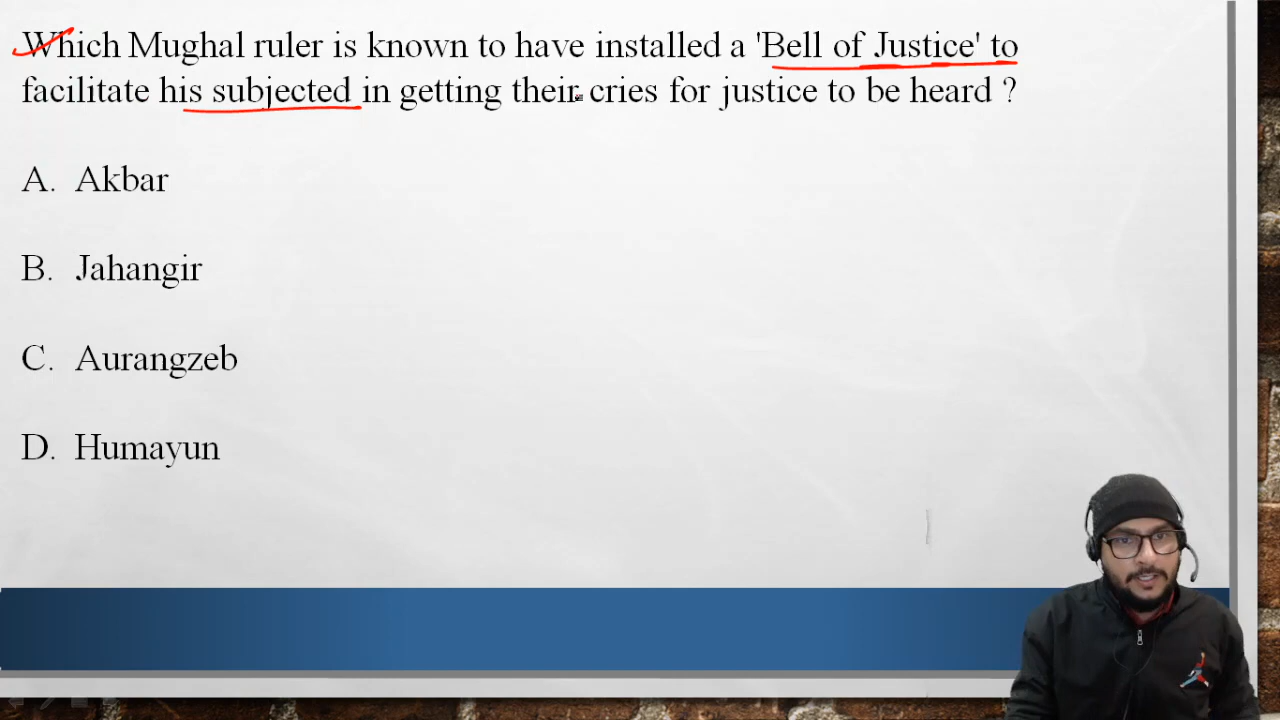 Which Mughal ruler is known to have installed a 'Bell of Justice' to
facilitate his subjected in getting their cries for justice to be heard ?
A. Akbar
B. Jahangir
C. Aurangzeb
D. Humayun